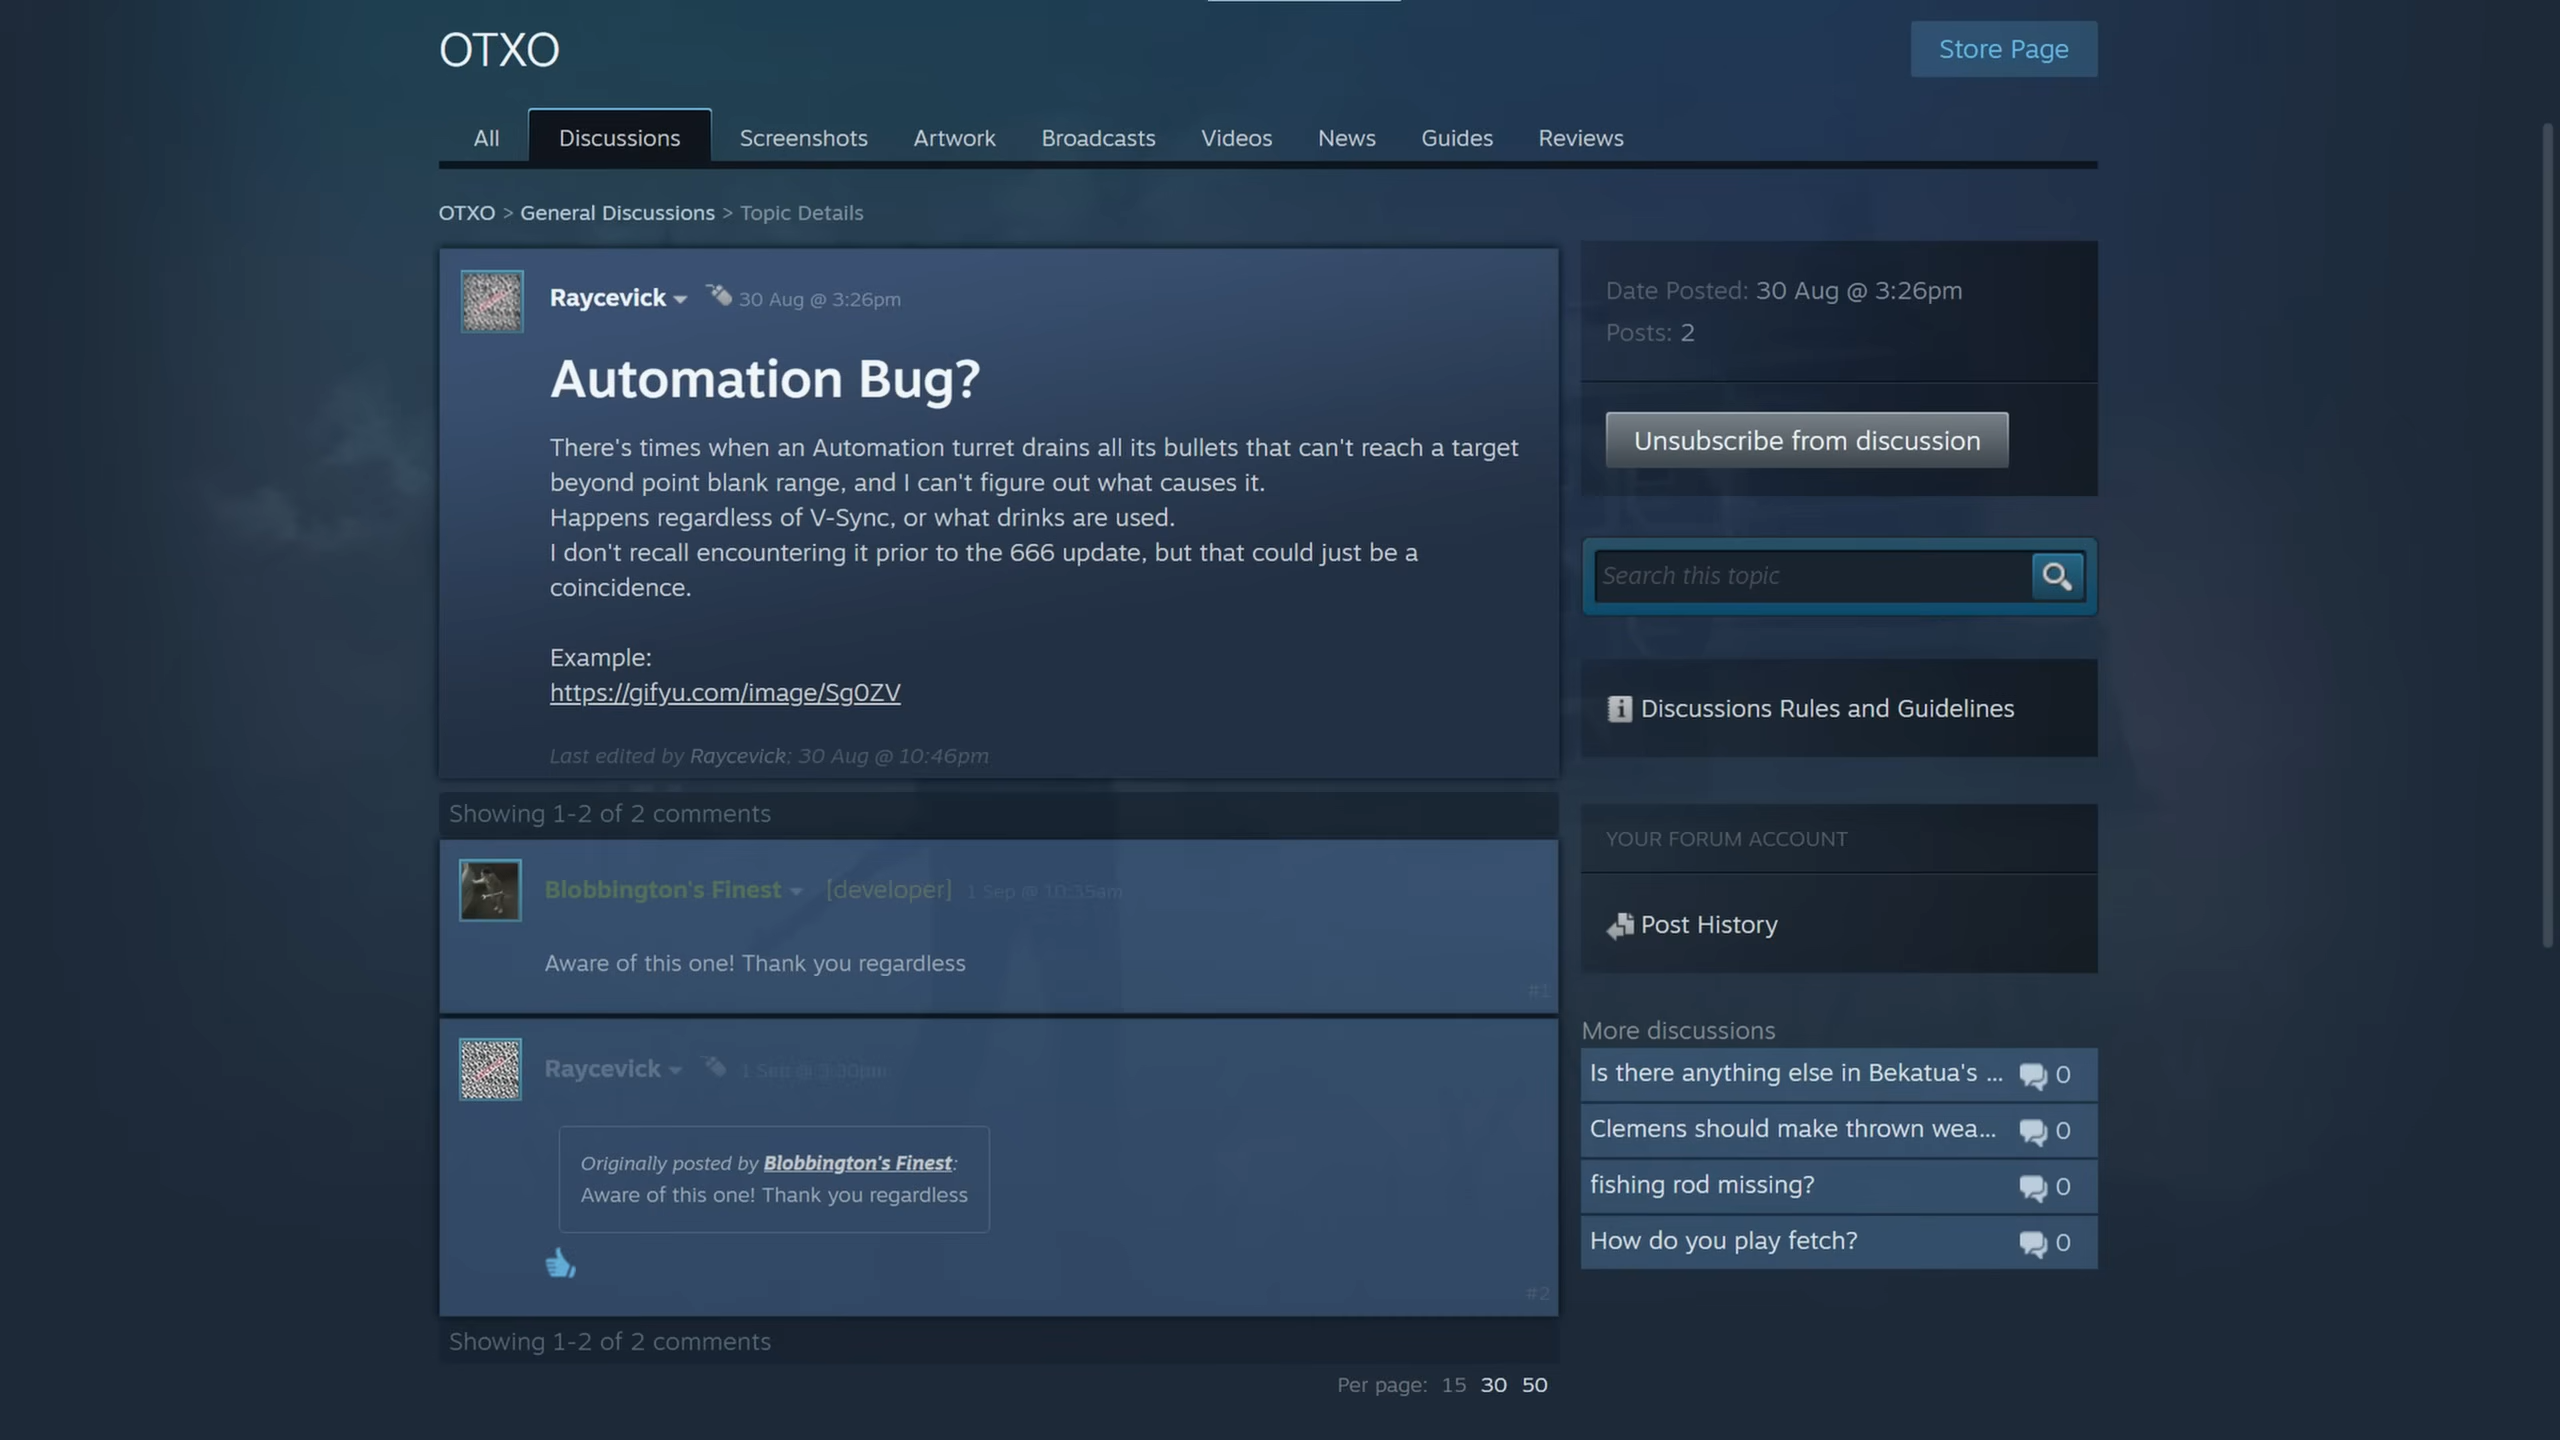 OTXO
Store Page
All Discussions Screenshots Artwork Broadcasts Videos News Guides Reviews
OTXO > General Discussions > Topic Details
Raycevick 30 Aug @ 3:26pm
Automation Bug?
There's times when an Automation turret drains all its bullets that can't reach a target
beyond point blank range, and I can't figure out what causes it.
Happens regardless of V-Sync, or what drinks are used.
I don't recall encountering it prior to the 666 update, but that could just be a
coincidence.
Example:
https://gifyu.com/image/Sg0ZV
Last edited by Raycevick; 30 Aug @ 10:46pm
Showing 1-2 of 2 comments
Blobbington's Finest [developer] 1 Sep @ 10:35am
Aware of this one! Thank you regardless
#1
Raycevick 1 Sep @
Originally posted by Blobbington's Finest:
Aware of this one! Thank you regardless
#2
Showing 1-2 of 2 comments
Per page: 15 30 50
Date Posted: 30 Aug @ 3:26pm
Posts: 2
Unsubscribe from discussion
Search this topic
Discussions Rules and Guidelines
YOUR FORUM ACCOUNT
Post History
More discussions
Is there anything else in Bekatua's ... 0
Clemens should make thrown wea... 0
fishing rod missing? 0
How do you play fetch? 0